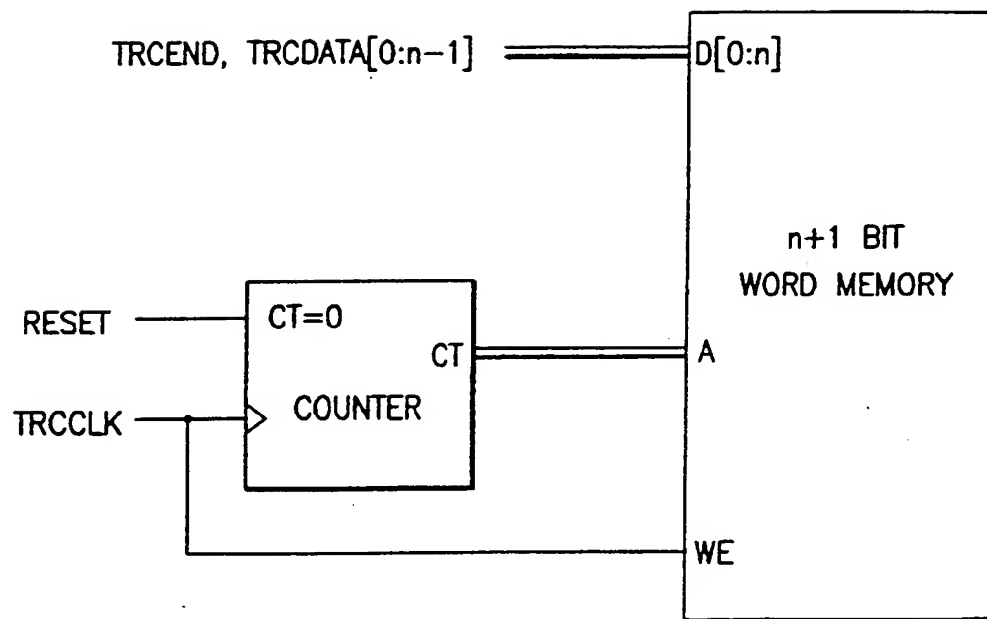 TRCEND, TRCDATA[0:n-1]
D[0:n]
n+1 BIT
WORD MEMORY
RESET
CT=0
CT
A
TRCCLK
COUNTER
WE